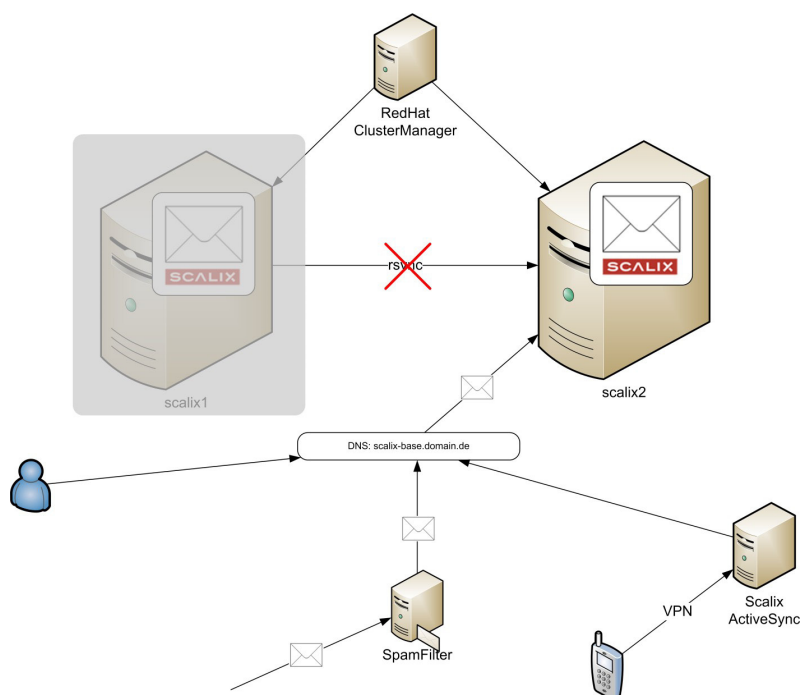 RedHat
ClusterManager
SCALIX
SCALIX
rsync
scalix1
scalix2
DNS: scalix-base.domain.de
Scalix
ActiveSync
VPN
SpamFilter